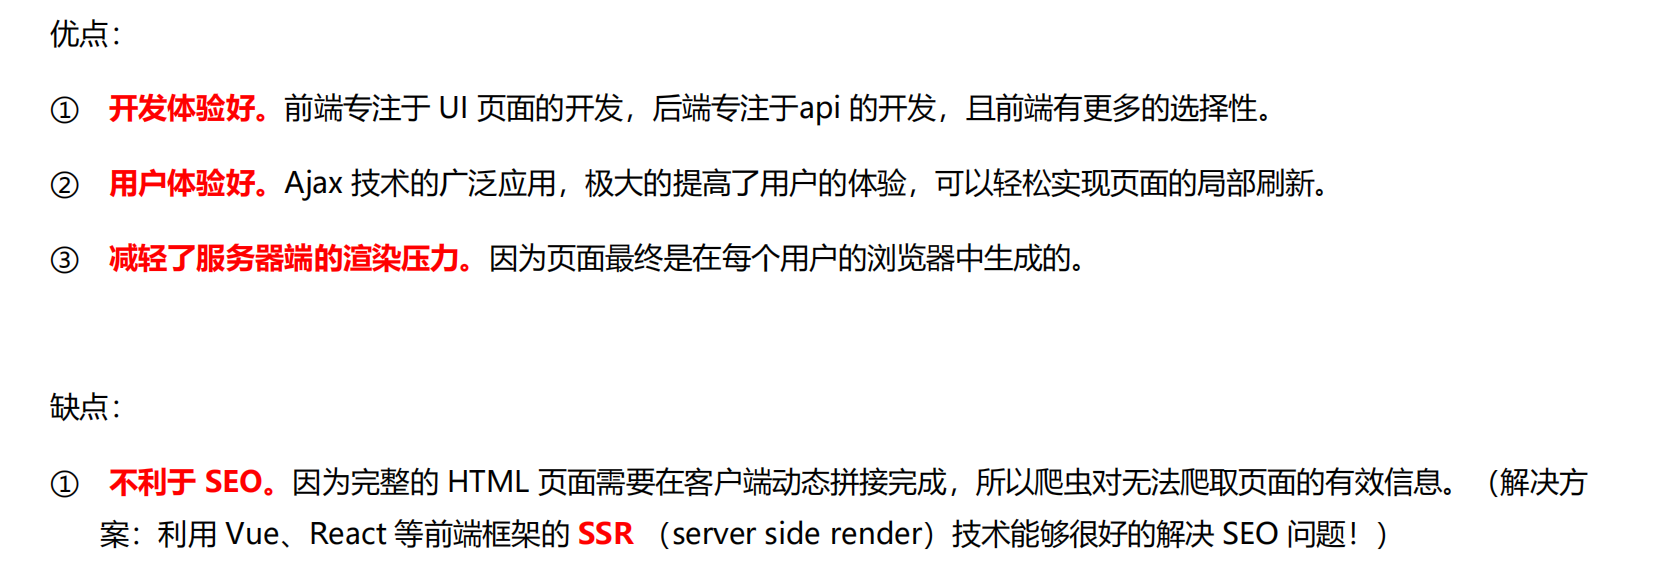 优点：
① 开发体验好。前端专注于 UI 页面的开发，后端专注于api 的开发，且前端有更多的选择性。
② 用户体验好。Ajax 技术的广泛应用，极大的提高了用户的体验，可以轻松实现页面的局部刷新。
③ 减轻了服务器端的渲染压力。因为页面最终是在每个用户的浏览器中生成的。
缺点：
① 不利于 SEO。因为完整的 HTML 页面需要在客户端动态拼接完成，所以爬虫对无法爬取页面的有效信息。（解决方
案：利用 Vue、React 等前端框架的 SSR （server side render）技术能够很好的解决 SEO 问题！）